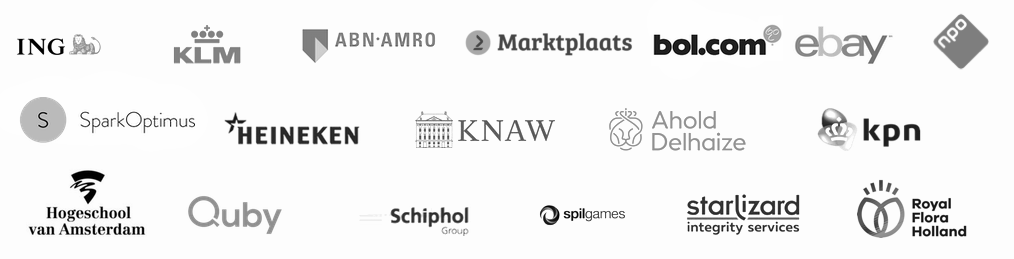 ING
KLM
ABN·AMRO
Marktplaats
bol.com
ebay
npo
S
SparkOptimus
HEINEKEN
KNAW
Ahold
Delhaize
kpn
Hogeschool
van Amsterdam
Quby
Schiphol
Group
spilgames
starlizard
integrity services
Royal
Flora
Holland